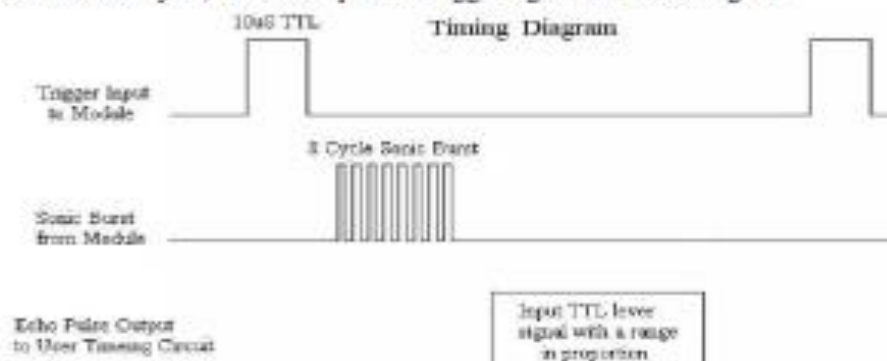 10uS TTL
Timing Diagram
Trigger Input
to Module
8 Cycle Sonic Burst
Sonic Burst
from Module
Echo Pulse Output
to User Timeing Circuit
Input TTL lever
signal with a range
in proportion